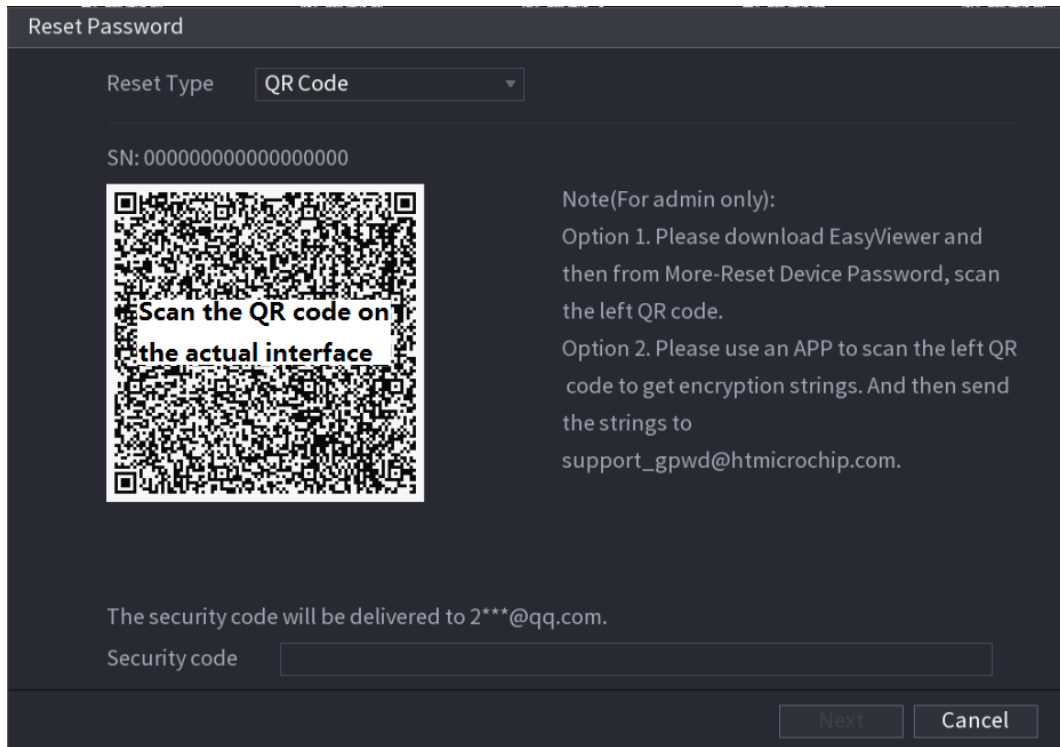 Reset Password
Reset Type
QR Code
SN: 000000000000000000
Scan the QR code on
the actual interface
Note(For admin only):
Option 1. Please download EasyViewer and
then from More-Reset Device Password, scan
the left QR code.
Option 2. Please use an APP to scan the left QR
code to get encryption strings. And then send
the strings to
support_gpwd@htmicrochip.com.
The security code will be delivered to 2***@qq.com.
Security code
Next
Cancel